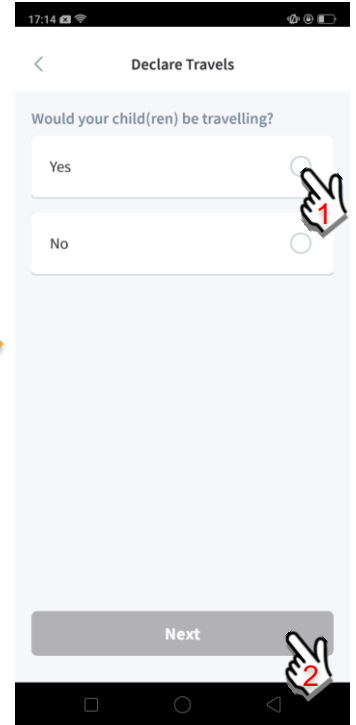 17:14
Declare Travels
Would your child(ren) be travelling?
Yes
1
No
Next
2